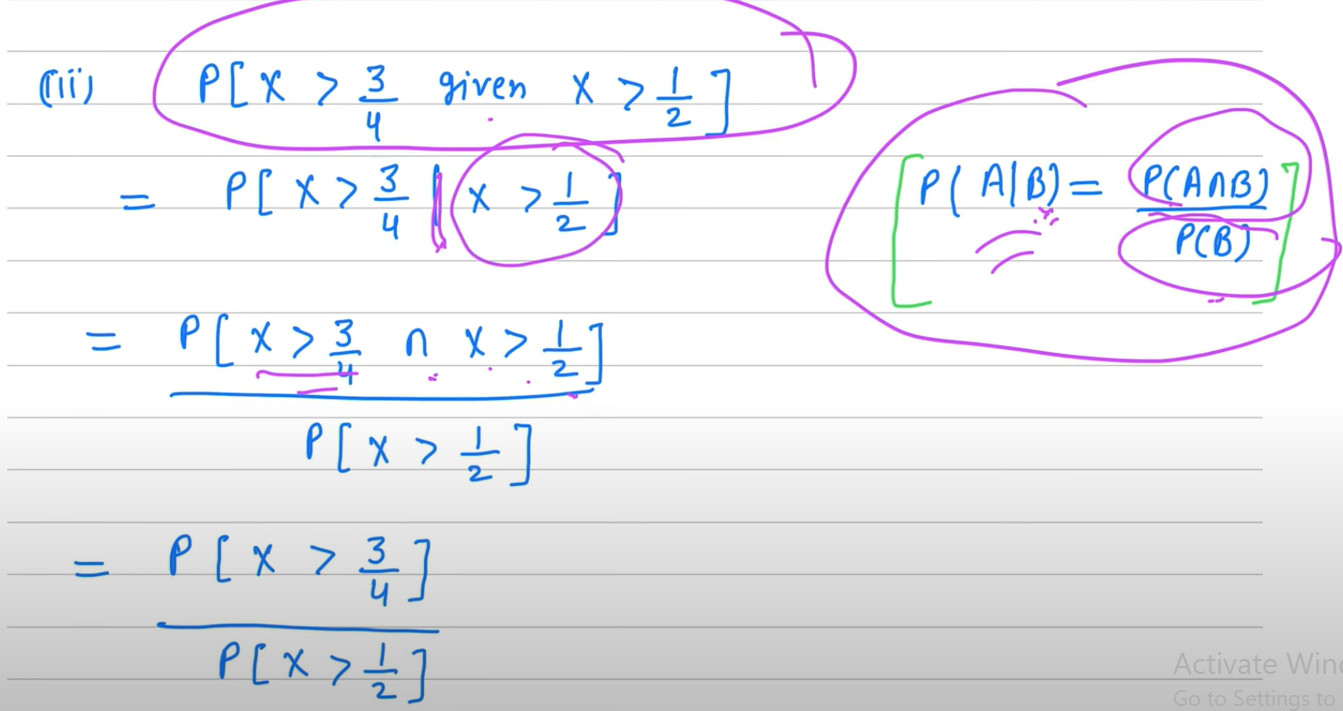 (iii) P[ X > 3/4 given X > 1/2 ]
= P[ X > 3/4 | X > 1/2 ]
[ P( A|B) = P(A∩B) / P(B) ]
= P[ X > 3/4 ∩ X > 1/2 ]
P[ X > 1/2 ]
= P[ X > 3/4 ]
P[ X > 1/2 ]
Activate Win
Go to Settings to